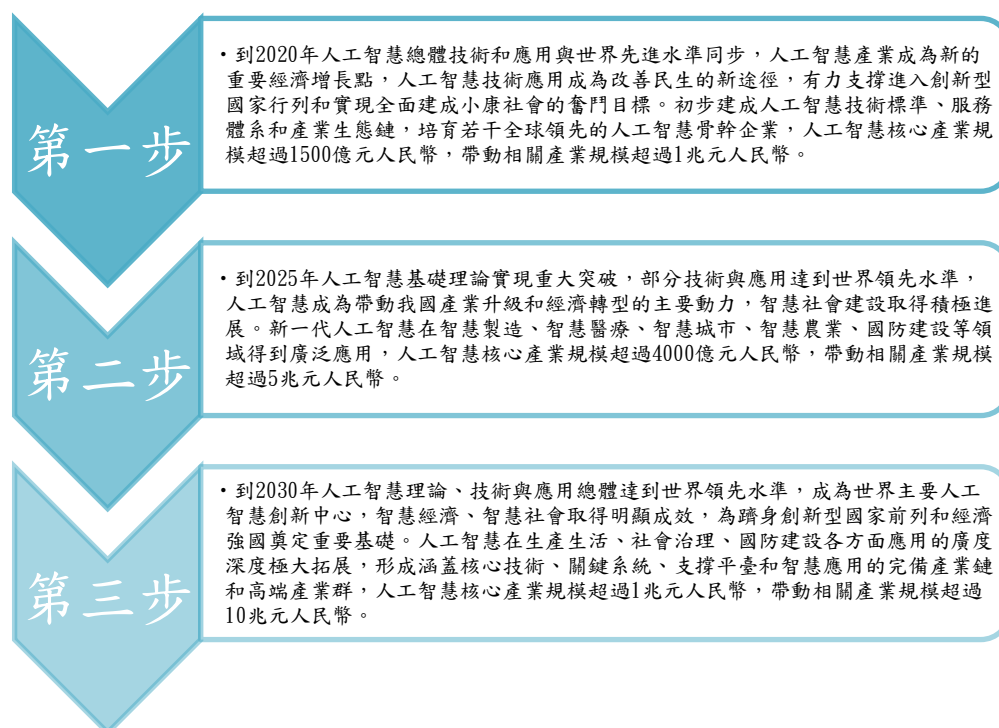 第一步
・到2020年人工智慧總體技術和應用與世界先進水準同步，人工智慧產業成為新的
重要經濟增長點，人工智慧技術應用成為改善民生的新途徑，有力支撐進入創新型
國家行列和實現全面建成小康社會的奮鬥目標。初步建成人工智慧技術標準、服務
體系和產業生態鏈，培育若干全球領先的人工智慧骨幹企業，人工智慧核心產業規
模超過1500億元人民幣，帶動相關產業規模超過1兆元人民幣。
第二步
・到2025年人工智慧基礎理論實現重大突破，部分技術與應用達到世界領先水準，
人工智慧成為帶動我國產業升級和經濟轉型的主要動力，智慧社會建設取得積極進
展。新一代人工智慧在智慧製造、智慧醫療、智慧城市、智慧農業、國防建設等領
域得到廣泛應用，人工智慧核心產業規模超過4000億元人民幣，帶動相關產業規模
超過5兆元人民幣。
第三步
・到2030年人工智慧理論、技術與應用總體達到世界領先水準，成為世界主要人工
智慧創新中心，智慧經濟、智慧社會取得明顯成效，為躋身創新型國家前列和經濟
強國奠定重要基礎。人工智慧在生產生活、社會治理、國防建設各方面應用的廣度
深度極大拓展，形成涵蓋核心技術、關鍵系統、支撐平臺和智慧應用的完備產業鏈
和高端產業群，人工智慧核心產業規模超過1兆元人民幣，帶動相關產業規模超過
10兆元人民幣。